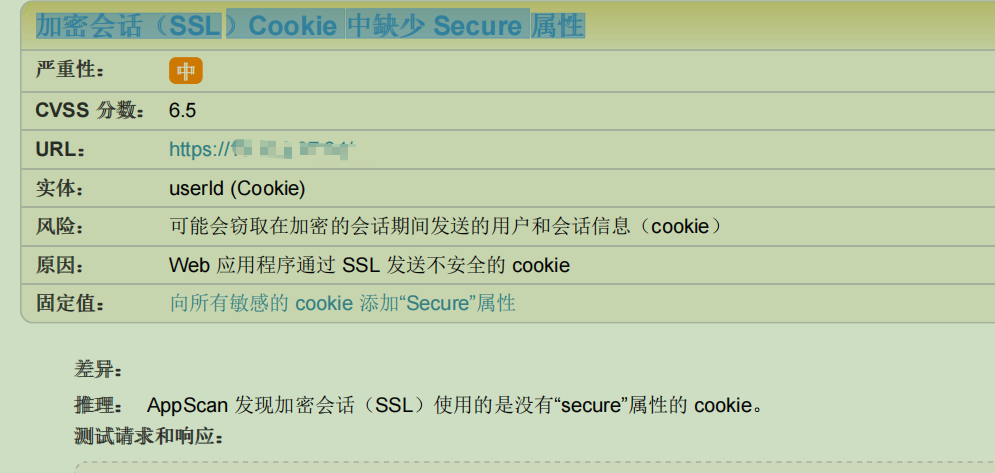 加密会话（SSL）Cookie 中缺少 Secure 属性
严重性： 中
CVSS 分数： 6.5
URL： https://
实体： userId (Cookie)
风险： 可能会窃取在加密的会话期间发送的用户和会话信息（cookie）
原因： Web 应用程序通过 SSL 发送不安全的 cookie
固定值： 向所有敏感的 cookie 添加“Secure”属性
差异：
推理： AppScan 发现加密会话（SSL）使用的是没有“secure”属性的 cookie。
测试请求和响应：